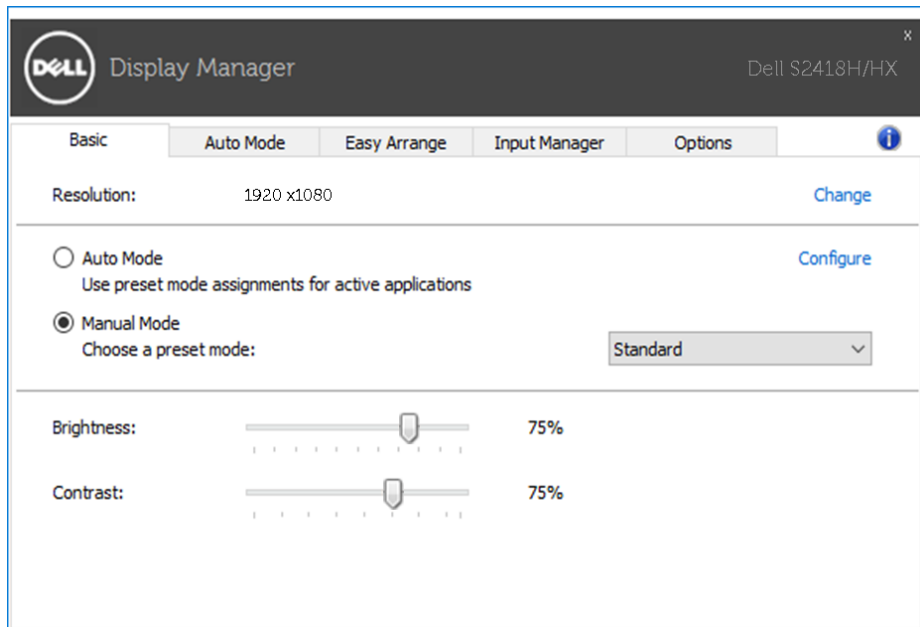 DELL Display Manager
x
Dell S2418H/HX
Basic Auto Mode Easy Arrange Input Manager Options i
Resolution: 1920 x1080 Change
Auto Mode Configure
Use preset mode assignments for active applications
Manual Mode
Choose a preset mode: Standard
Brightness: 75%
Contrast: 75%